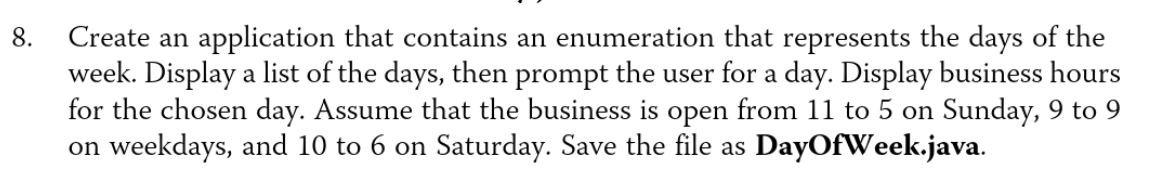 8. Create an application that contains an enumeration that represents the days of the
week. Display a list of the days, then prompt the user for a day. Display business hours
for the chosen day. Assume that the business is open from 11 to 5 on Sunday, 9 to 9
on weekdays, and 10 to 6 on Saturday. Save the file as DayOfWeek.java.